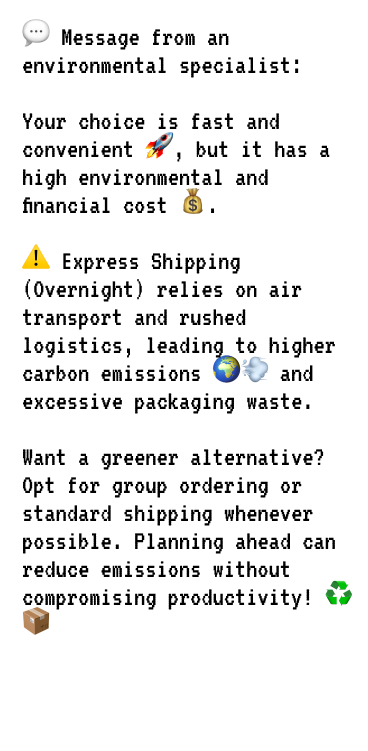 💬 Message from an
environmental specialist:
Your choice is fast and
convenient 🚀, but it has a
high environmental and
financial cost 💰.
⚠️ Express Shipping
(Overnight) relies on air
transport and rushed
logistics, leading to higher
carbon emissions 🌍💨 and
excessive packaging waste.
Want a greener alternative?
Opt for group ordering or
standard shipping whenever
possible. Planning ahead can
reduce emissions without
compromising productivity! ♻️
📦